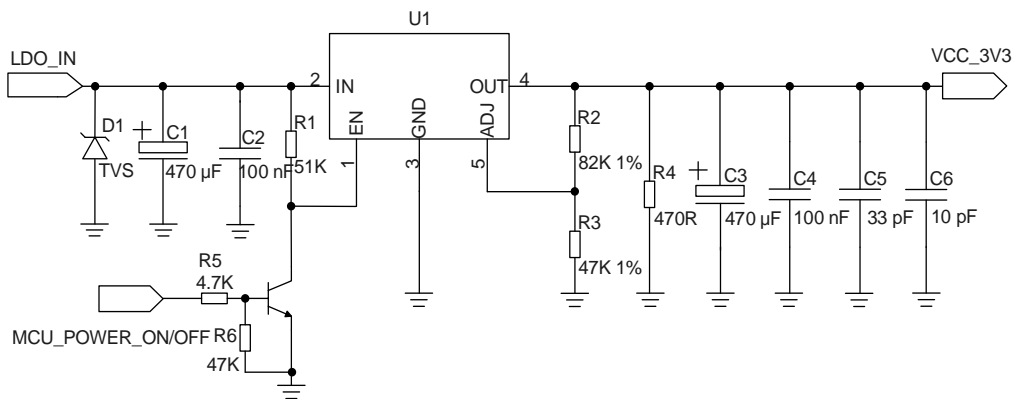 U1
LDO_IN
VCC_3V3
2
IN
OUT
4
EN
GND
ADJ
1
3
5
D1
TVS
C1
470 µF
C2
100 nF
R1
51K
R2
82K 1%
R3
47K 1%
R4
470R
C3
470 µF
C4
100 nF
C5
33 pF
C6
10 pF
R5
4.7K
MCU_POWER_ON/OFF
R6
47K